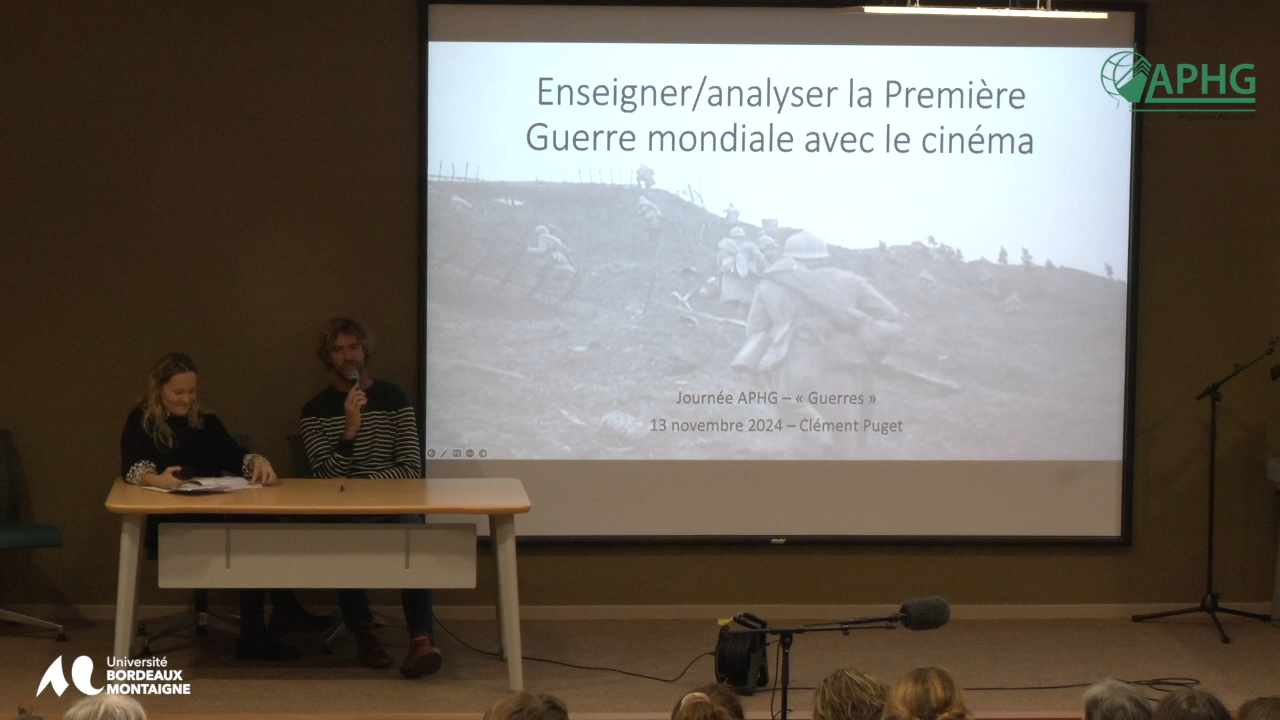 Enseigner/analyser la Première
Guerre mondiale avec le cinéma
APHG
Journée APHG – « Guerres »
13 novembre 2024 – Clément Puget
Université
BORDEAUX
MONTAIGNE